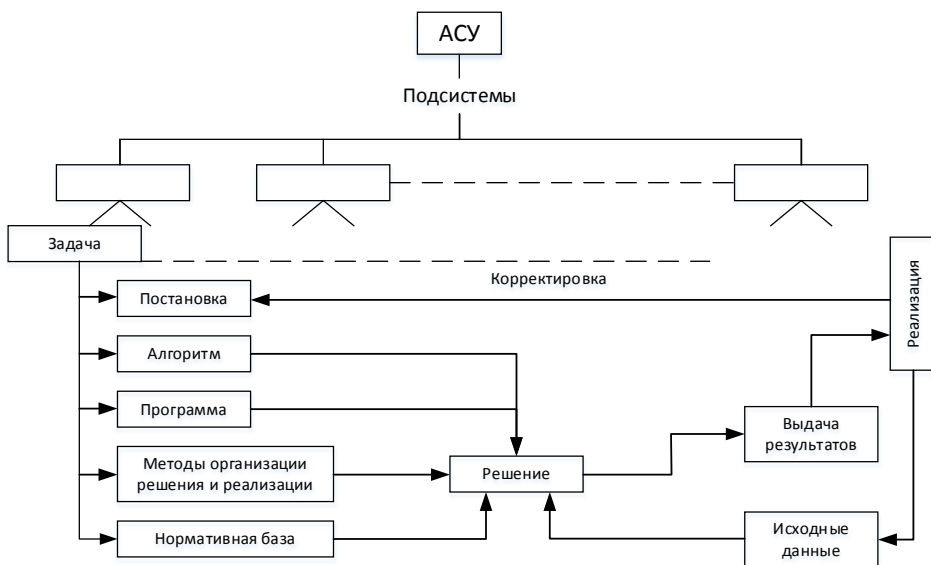 АСУ
Подсистемы
Задача
Корректировка
Реализация
Постановка
Алгоритм
Программа
Выдача
результатов
Методы организации
решения и реализации
Решение
Нормативная база
Исходные
данные